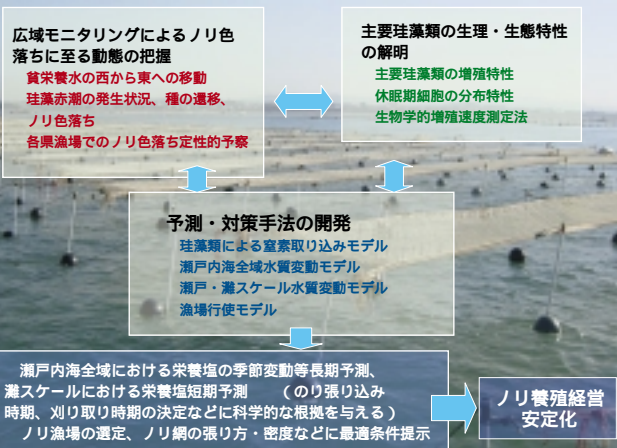 広域モニタリングによるノリ色
落ちに至る動態の把握
貧栄養水の西から東への移動
珪藻赤潮の発生状況、種の遷移、
ノリ色落ち
各県漁場でのノリ色落ち定性的予察
主要珪藻類の生理・生態特性
の解明
主要珪藻類の増殖特性
休眠期細胞の分布特性
生物学的増殖速度測定法
予測・対策手法の開発
珪藻類による窒素取り込みモデル
瀬戸内海全域水質変動モデル
瀬戸・灘スケール水質変動モデル
漁場行使モデル
瀬戸内海全域における栄養塩の季節変動等長期予測、
灘スケールにおける栄養塩短期予測　（のり張り込み
時期、刈り取り時期の決定などに科学的な根拠を与える）
ノリ漁場の選定、ノリ網の張り方・密度などに最適条件提示
ノリ養殖経営
安定化